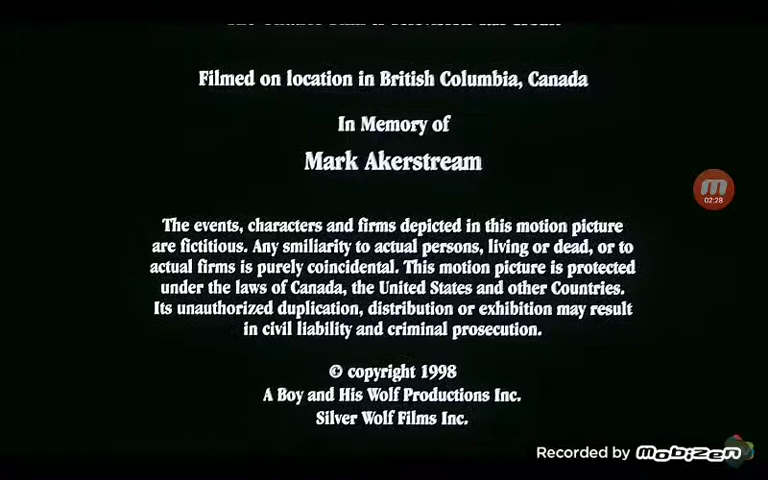 Filmed on location in British Columbia, Canada
In Memory of
Mark Akerstream
The events, characters and firms depicted in this motion picture
are fictitious. Any smiliarity to actual persons, living or dead, or to
actual firms is purely coincidental. This motion picture is protected
under the laws of Canada, the United States and other Countries.
Its unauthorized duplication, distribution or exhibition may result
in civil liability and criminal prosecution.
© copyright 1998
A Boy and His Wolf Productions Inc.
Silver Wolf Films Inc.
02:28
Recorded by mobizen